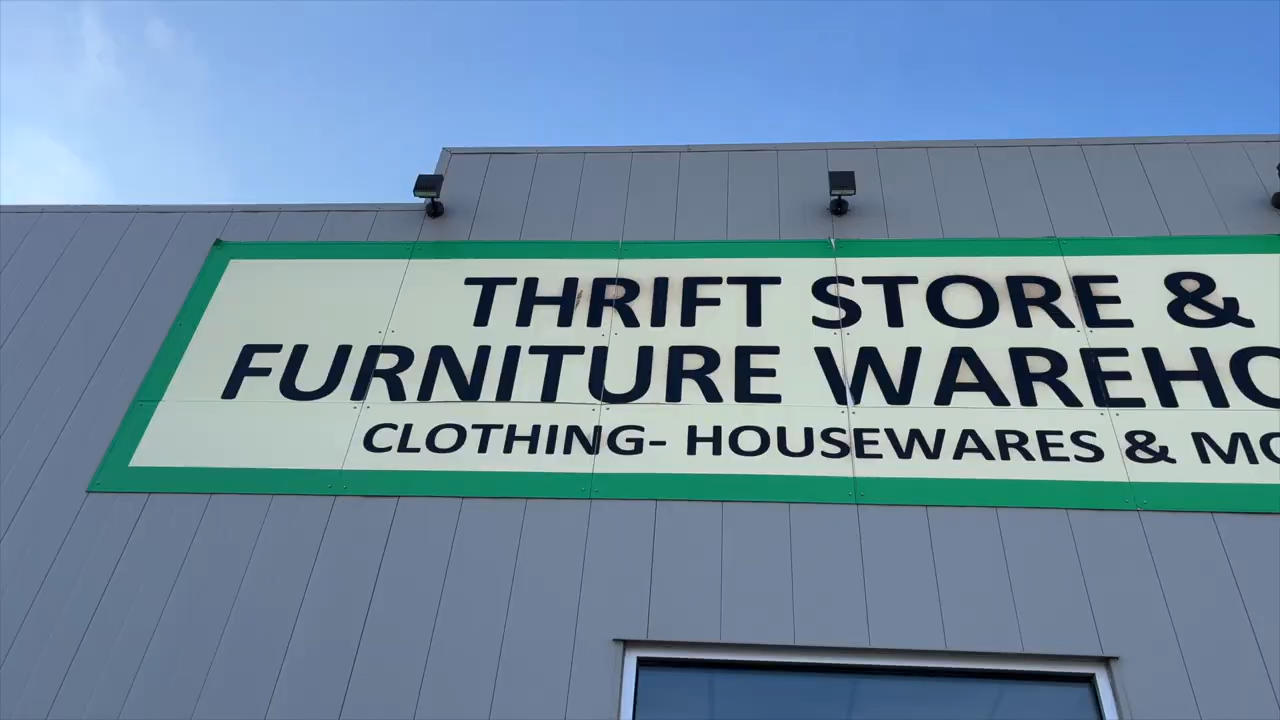 THRIFT STORE &
FURNITURE WAREHO
CLOTHING- HOUSEWARES & MO